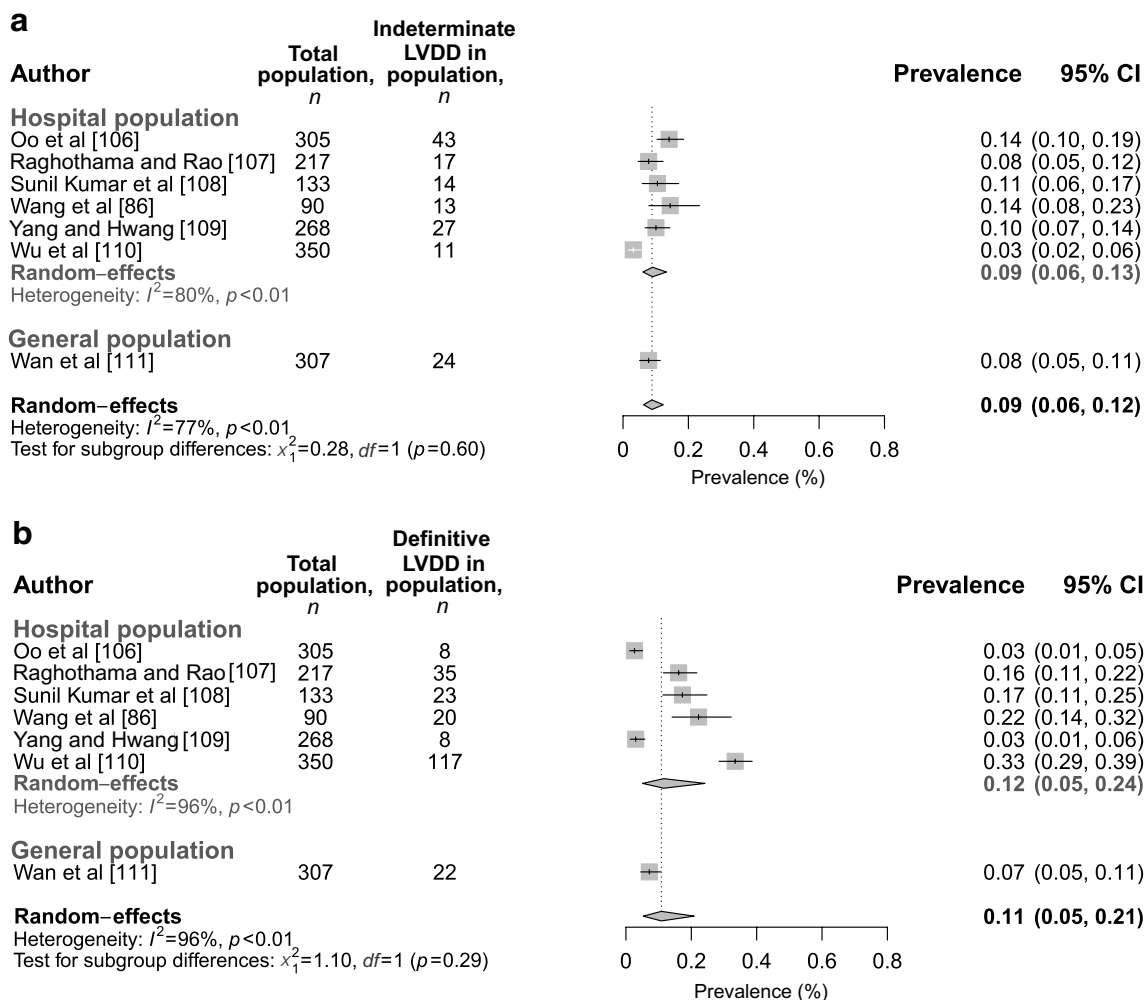 a
Author Total population, n Indeterminate LVDD in population, n Prevalence 95% CI
Hospital population
Oo et al [106] 305 43 0.14 (0.10, 0.19)
Raghothama and Rao [107] 217 17 0.08 (0.05, 0.12)
Sunil Kumar et al [108] 133 14 0.11 (0.06, 0.17)
Wang et al [86] 90 13 0.14 (0.08, 0.23)
Yang and Hwang [109] 268 27 0.10 (0.07, 0.14)
Wu et al [110] 350 11 0.03 (0.02, 0.06)
Random–effects 0.09 (0.06, 0.13)
Heterogeneity: I²=80%, p<0.01
General population
Wan et al [111] 307 24 0.08 (0.05, 0.11)
Random–effects 0.09 (0.06, 0.12)
Heterogeneity: I²=77%, p<0.01
Test for subgroup differences: x²₁=0.28, df=1 (p=0.60)
0 0.2 0.4 0.6 0.8
Prevalence (%)
b
Author Total population, n Definitive LVDD in population, n Prevalence 95% CI
Hospital population
Oo et al [106] 305 8 0.03 (0.01, 0.05)
Raghothama and Rao [107] 217 35 0.16 (0.11, 0.22)
Sunil Kumar et al [108] 133 23 0.17 (0.11, 0.25)
Wang et al [86] 90 20 0.22 (0.14, 0.32)
Yang and Hwang [109] 268 8 0.03 (0.01, 0.06)
Wu et al [110] 350 117 0.33 (0.29, 0.39)
Random–effects 0.12 (0.05, 0.24)
Heterogeneity: I²=96%, p<0.01
General population
Wan et al [111] 307 22 0.07 (0.05, 0.11)
Random–effects 0.11 (0.05, 0.21)
Heterogeneity: I²=96%, p<0.01
Test for subgroup differences: x²₁=1.10, df=1 (p=0.29)
0 0.2 0.4 0.6 0.8
Prevalence (%)